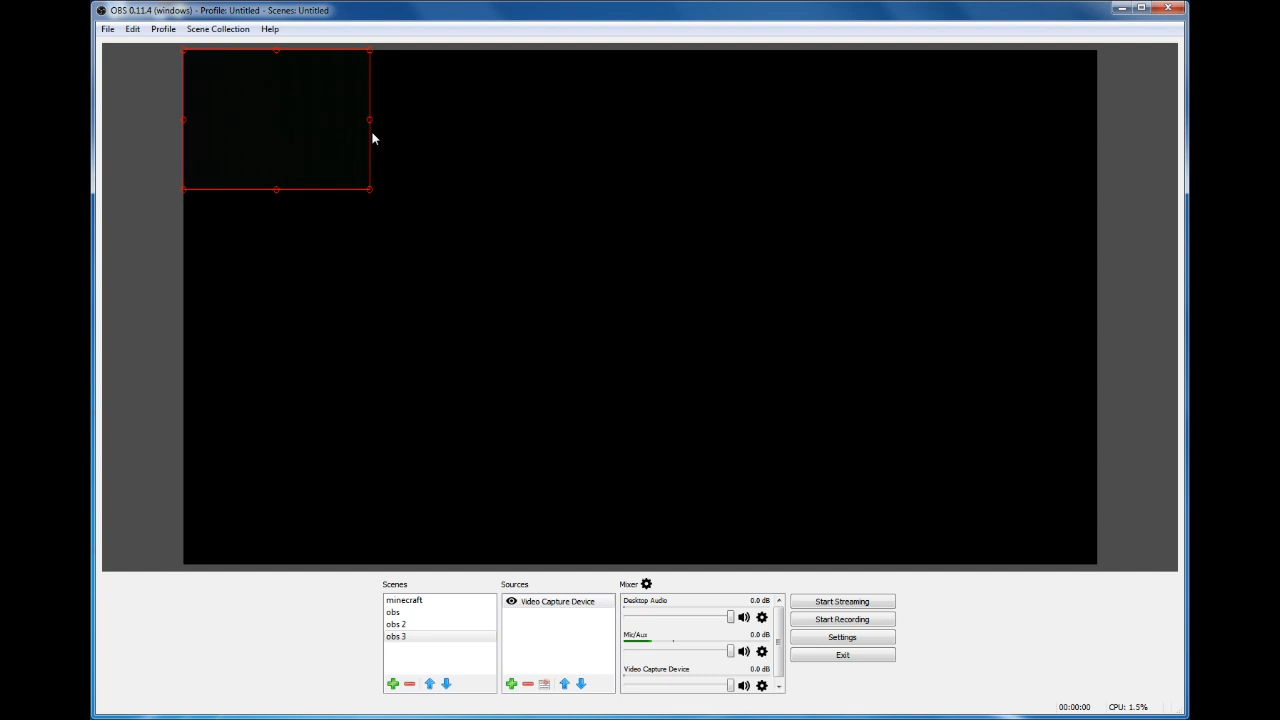 OBS 0.11.4 (windows) - Profile: Untitled - Scenes: Untitled
File Edit Profile Scene Collection Help
Scenes Sources Mixer
minecraft
obs
obs 2
obs 3
Video Capture Device
Desktop Audio 0.0 dB
Mic/Aux 0.0 dB
Video Capture Device 0.0 dB
Start Streaming
Start Recording
Settings
Exit
00:00:00 CPU: 1.5%